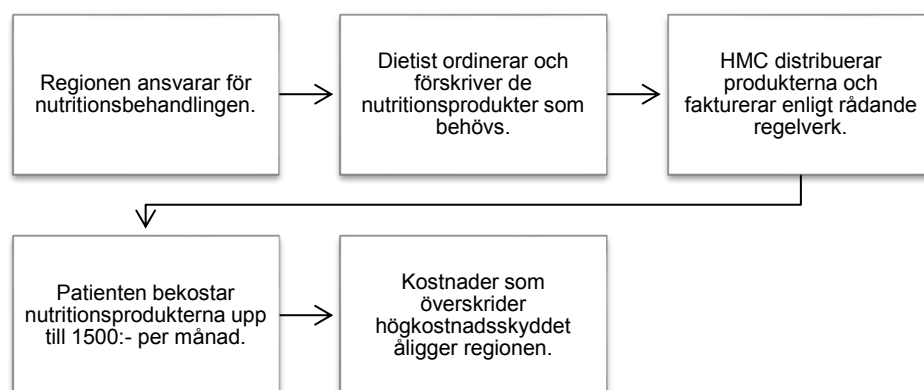 Regionen ansvarar för
nutritionsbehandlingen.
Dietist ordinerar och
förskriver de
nutritionsprodukter som
behövs.
HMC distribuerar
produkterna och
fakturerar enligt rådande
regelverk.
Patienten bekostar
nutritionsprodukterna upp
till 1500:- per månad.
Kostnader som
överskrider
högkostnadsskyddet
åligger regionen.